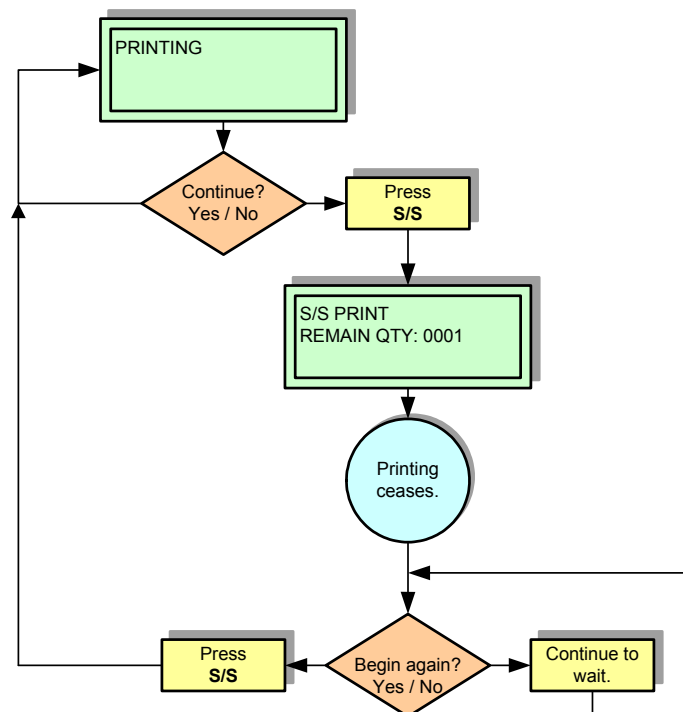 PRINTING
Continue?
Yes / No
Press
S/S
S/S PRINT
REMAIN QTY: 0001
Printing
ceases.
Press
S/S
Begin again?
Yes / No
Continue to
wait.